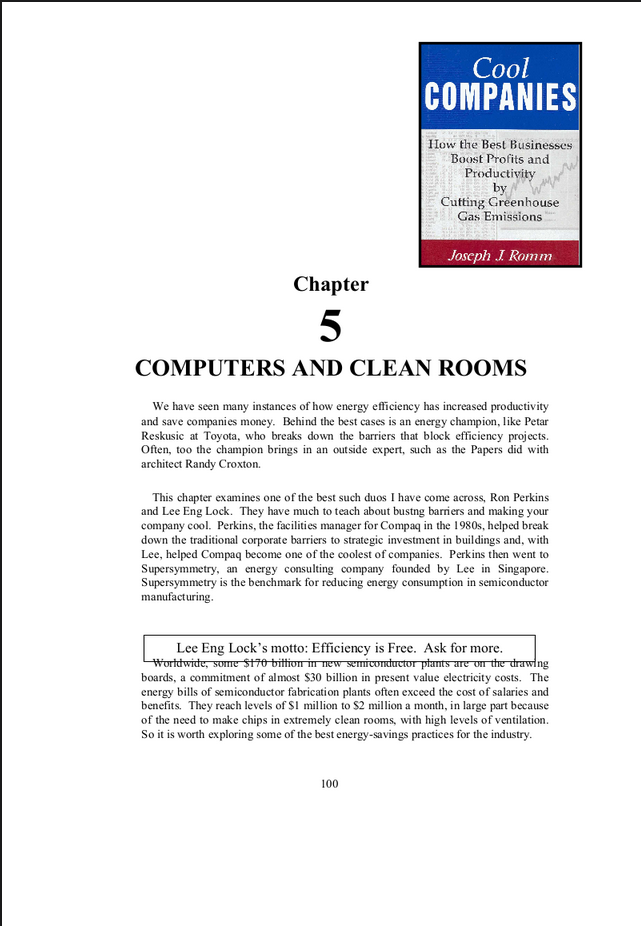 Cool
COMPANIES
How the Best Businesses
Boost Profits and
Productivity
by
Cutting Greenhouse
Gas Emissions
Joseph J. Romm
Chapter
5
COMPUTERS AND CLEAN ROOMS
We have seen many instances of how energy efficiency has increased productivity
and save companies money. Behind the best cases is an energy champion, like Petar
Reskusic at Toyota, who breaks down the barriers that block efficiency projects.
Often, too the champion brings in an outside expert, such as the Papers did with
architect Randy Croxton.
This chapter examines one of the best such duos I have come across, Ron Perkins
and Lee Eng Lock. They have much to teach about bustng barriers and making your
company cool. Perkins, the facilities manager for Compaq in the 1980s, helped break
down the traditional corporate barriers to strategic investment in buildings and, with
Lee, helped Compaq become one of the coolest of companies. Perkins then went to
Supersymmetry, an energy consulting company founded by Lee in Singapore.
Supersymmetry is the benchmark for reducing energy consumption in semiconductor
manufacturing.
Lee Eng Lock's motto: Efficiency is Free. Ask for more.
Worldwide, some $170 billion in new semiconductor plants are on the drawing
boards, a commitment of almost $30 billion in present value electricity costs. The
energy bills of semiconductor fabrication plants often exceed the cost of salaries and
benefits. They reach levels of $1 million to $2 million a month, in large part because
of the need to make chips in extremely clean rooms, with high levels of ventilation.
So it is worth exploring some of the best energy-savings practices for the industry.
100